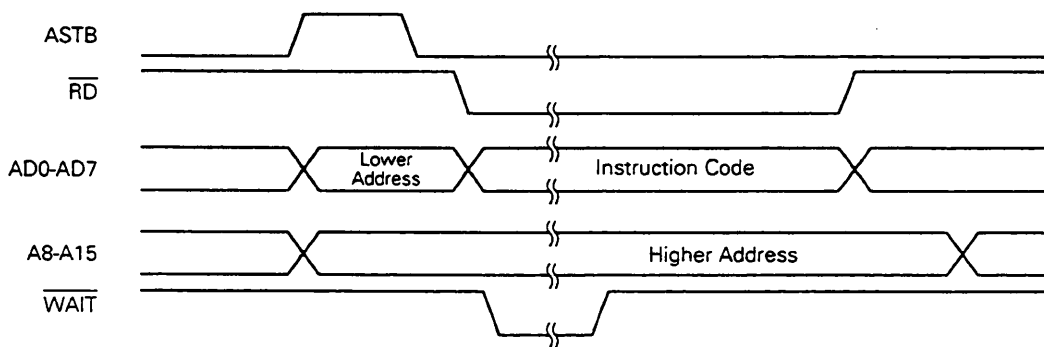 ASTB
RD
AD0-AD7
Lower
Address
Instruction Code
A8-A15
Higher Address
WAIT